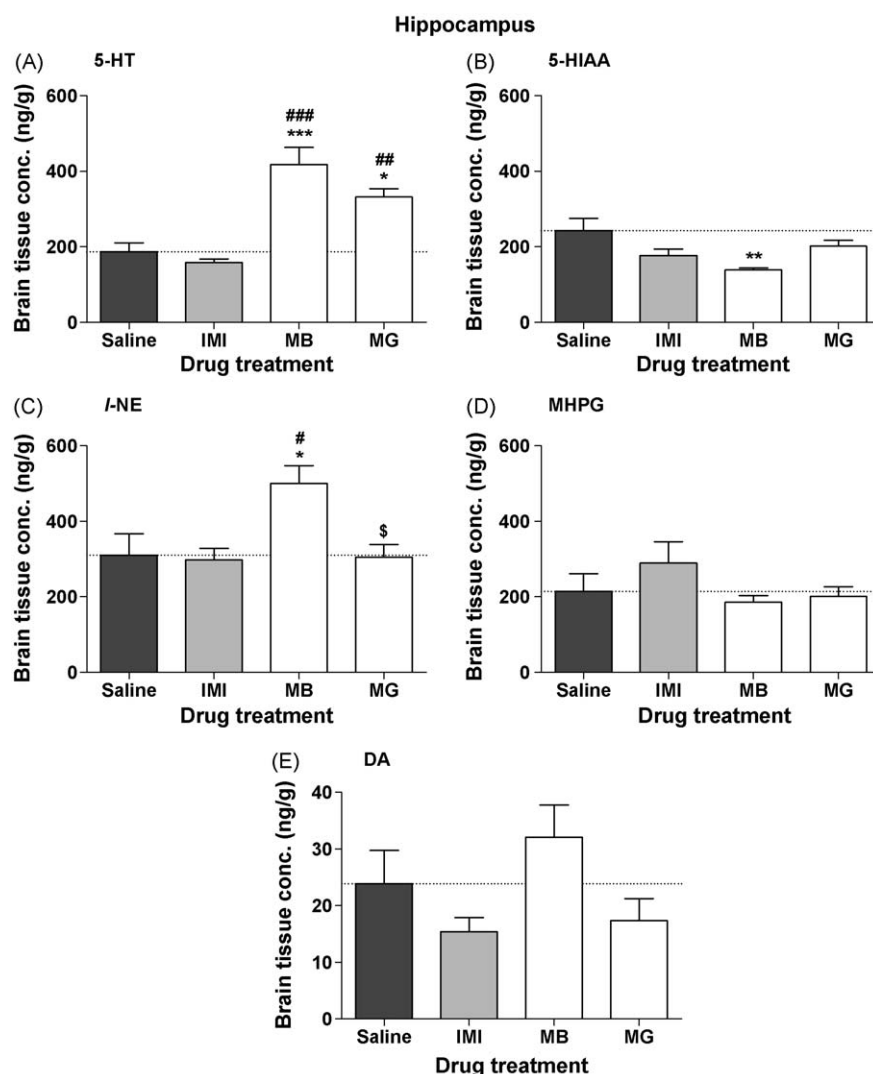 Hippocampus
(A) 5-HT
Brain tissue conc. (ng/g)
600
400
200
0
###
***
##
*
Saline IMI MB MG
Drug treatment
(B) 5-HIAA
Brain tissue conc. (ng/g)
600
400
200
0
**
Saline IMI MB MG
Drug treatment
(C) l-NE
Brain tissue conc. (ng/g)
600
400
200
0
#
*
$
Saline IMI MB MG
Drug treatment
(D) MHPG
Brain tissue conc. (ng/g)
600
400
200
0
Saline IMI MB MG
Drug treatment
(E) DA
Brain tissue conc. (ng/g)
40
30
20
10
0
Saline IMI MB MG
Drug treatment